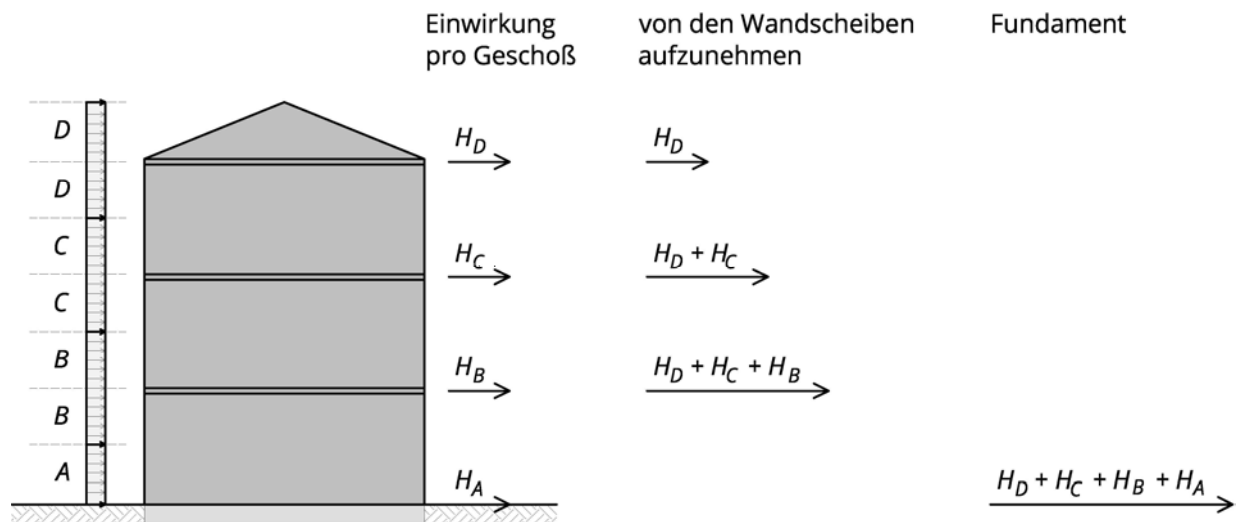 Einwirkung
pro Geschoß
von den Wandscheiben
aufzunehmen
Fundament
D
H_D
H_D
D
C
H_C
H_D + H_C
C
B
H_B
H_D + H_C + H_B
B
A
H_A
H_D + H_C + H_B + H_A